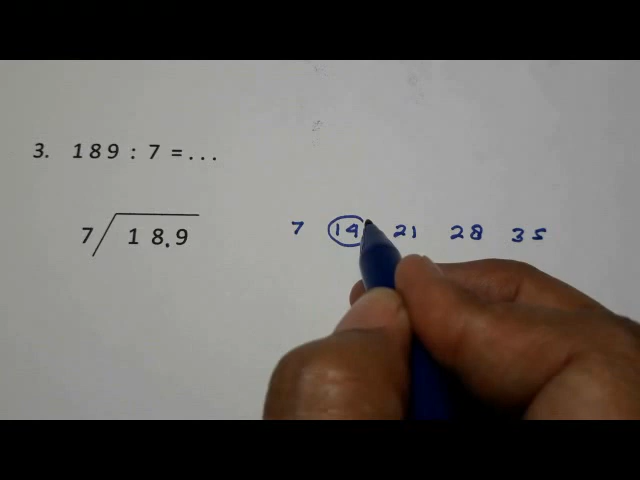 3. 189 : 7 = ...
7 18.9
7 14 21 28 35